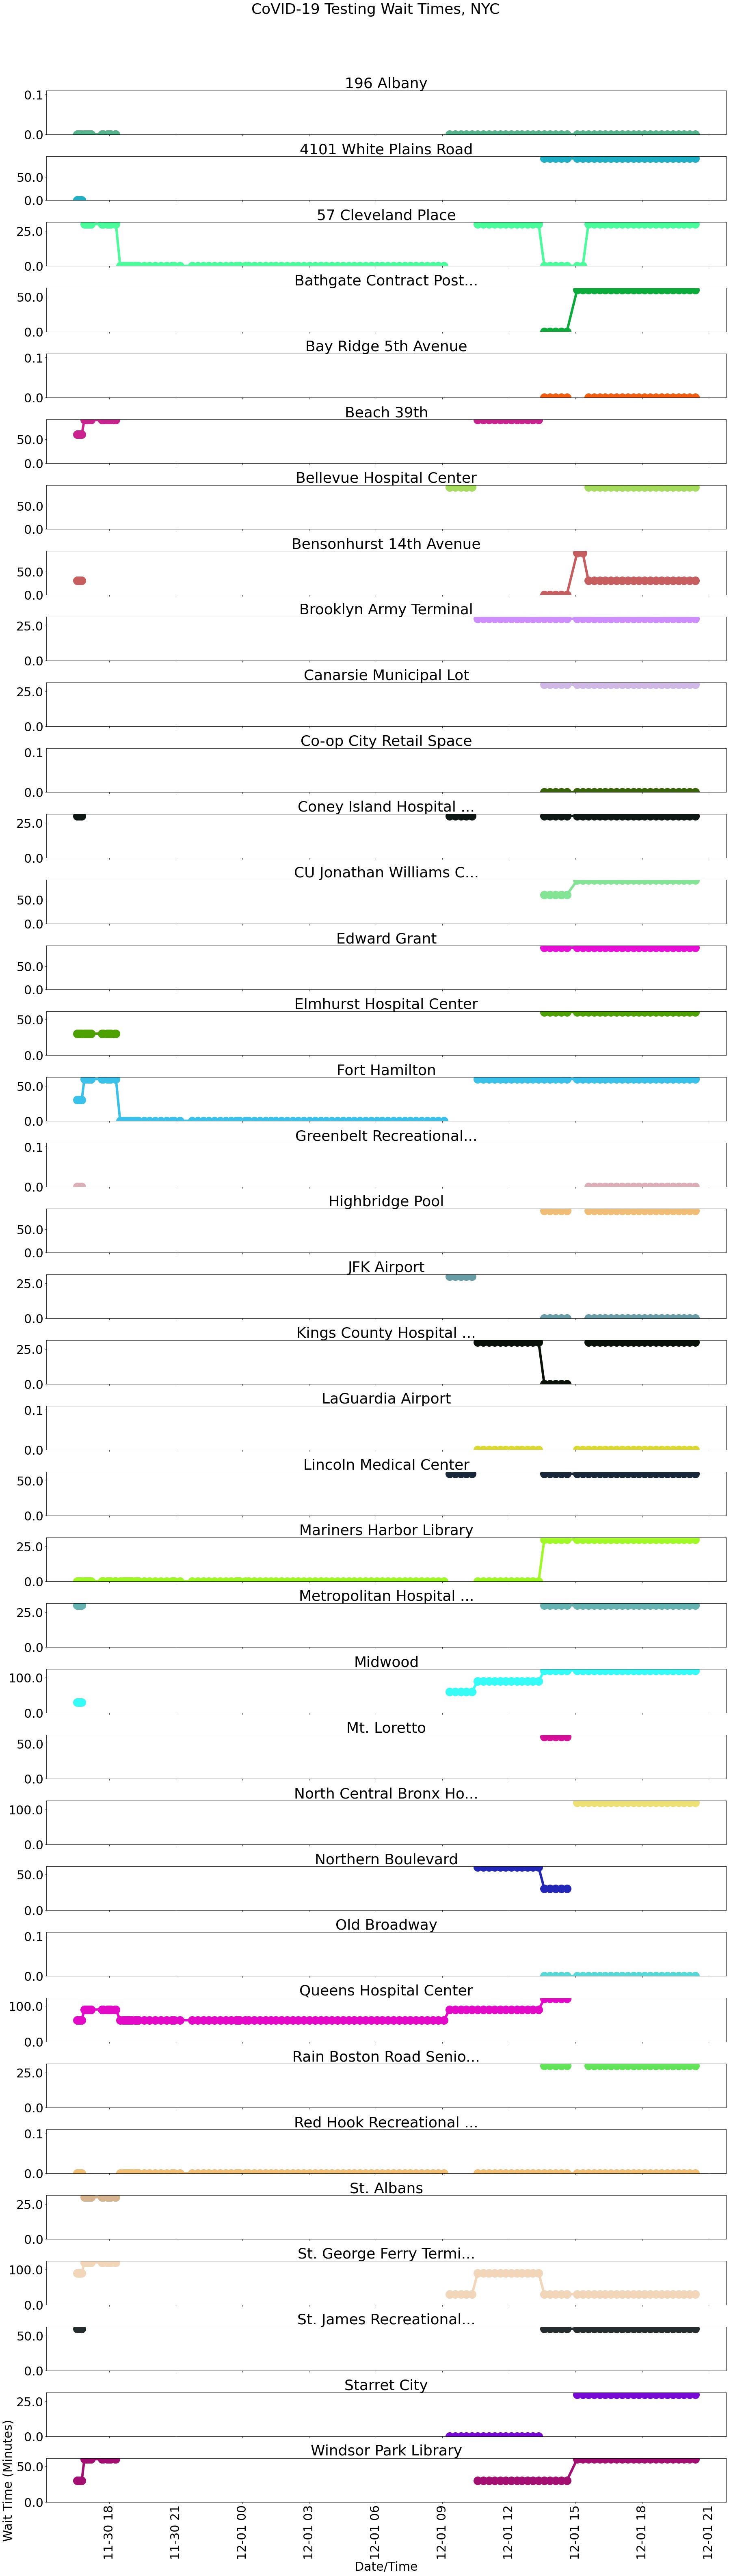 CoVID-19 Testing Wait Times, NYC
196 Albany
0.1
0.0
4101 White Plains Road
50.0
0.0
57 Cleveland Place
25.0
0.0
Bathgate Contract Post...
50.0
0.0
Bay Ridge 5th Avenue
0.1
0.0
Beach 39th
50.0
0.0
Bellevue Hospital Center
50.0
0.0
Bensonhurst 14th Avenue
50.0
0.0
Brooklyn Army Terminal
25.0
0.0
Canarsie Municipal Lot
25.0
0.0
Co-op City Retail Space
0.1
0.0
Coney Island Hospital ...
25.0
0.0
CU Jonathan Williams C...
50.0
0.0
Edward Grant
50.0
0.0
Elmhurst Hospital Center
50.0
0.0
Fort Hamilton
50.0
0.0
Greenbelt Recreational...
0.1
0.0
Highbridge Pool
50.0
0.0
JFK Airport
25.0
0.0
Kings County Hospital ...
25.0
0.0
LaGuardia Airport
0.1
0.0
Lincoln Medical Center
50.0
0.0
Mariners Harbor Library
25.0
0.0
Metropolitan Hospital ...
25.0
0.0
Midwood
100.0
0.0
Mt. Loretto
50.0
0.0
North Central Bronx Ho...
100.0
0.0
Northern Boulevard
50.0
0.0
Old Broadway
0.1
0.0
Queens Hospital Center
100.0
0.0
Rain Boston Road Senio...
25.0
0.0
Red Hook Recreational ...
0.1
0.0
St. Albans
25.0
0.0
St. George Ferry Termi...
100.0
0.0
St. James Recreational...
50.0
0.0
Starret City
25.0
0.0
Windsor Park Library
50.0
0.0
Wait Time (Minutes)
11-30 18
11-30 21
12-01 00
12-01 03
12-01 06
12-01 09
12-01 12
12-01 15
12-01 18
12-01 21
Date/Time